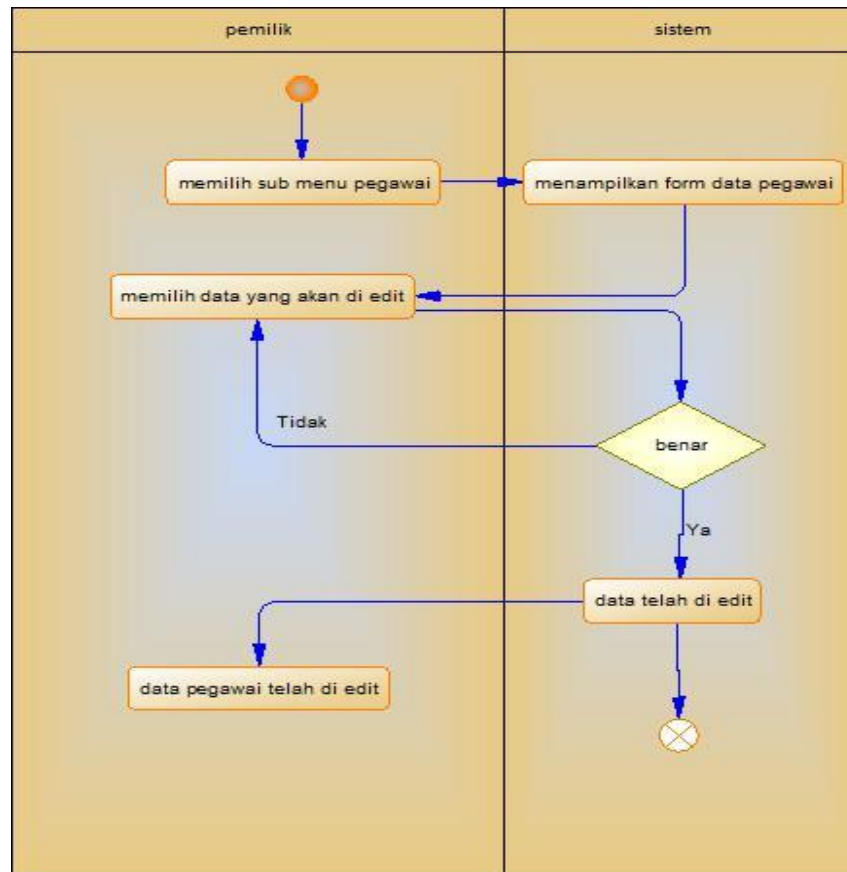 pemilik
sistem
memilih sub menu pegawai
menampilkan form data pegawai
memilih data yang akan di edit
Tidak
benar
Ya
data telah di edit
data pegawai telah di edit